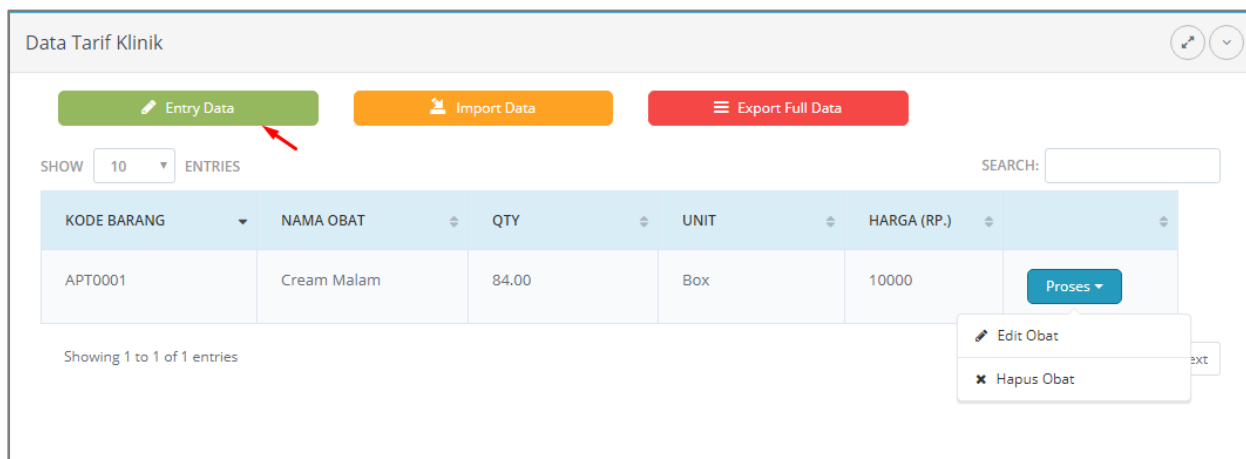 Data Tarif Klinik
Entry Data Import Data Export Full Data
SHOW 10 ENTRIES SEARCH:
KODE BARANG NAMA OBAT QTY UNIT HARGA (RP.)
APT0001 Cream Malam 84.00 Box 10000 Proses
Edit Obat
Showing 1 to 1 of 1 entries ext
Hapus Obat